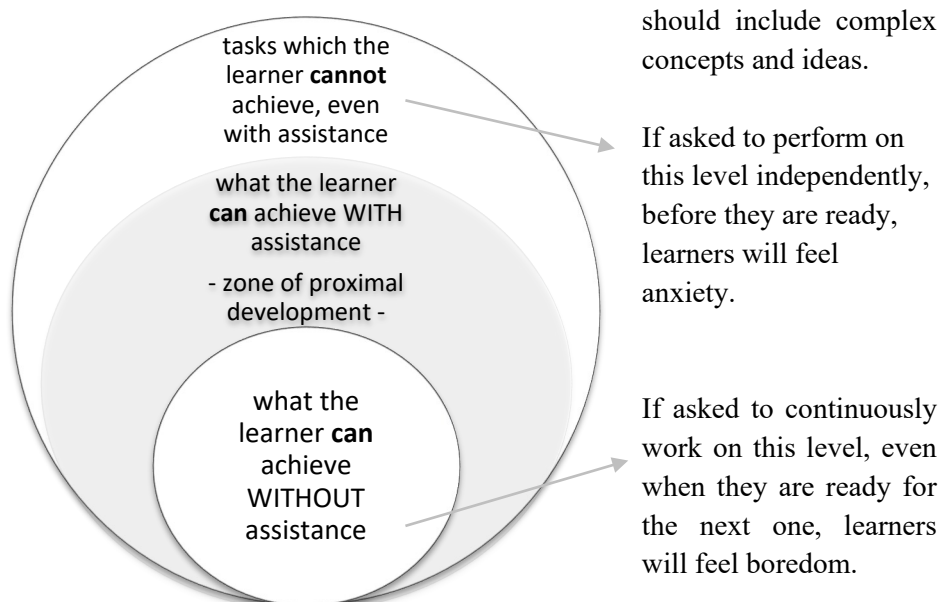 tasks which the
learner cannot
achieve, even
with assistance
what the learner
can achieve WITH
assistance
- zone of proximal
development -
what the
learner can
achieve
WITHOUT
assistance
should include complex
concepts and ideas.
If asked to perform on
this level independently,
before they are ready,
learners will feel
anxiety.
If asked to continuously
work on this level, even
when they are ready for
the next one, learners
will feel boredom.